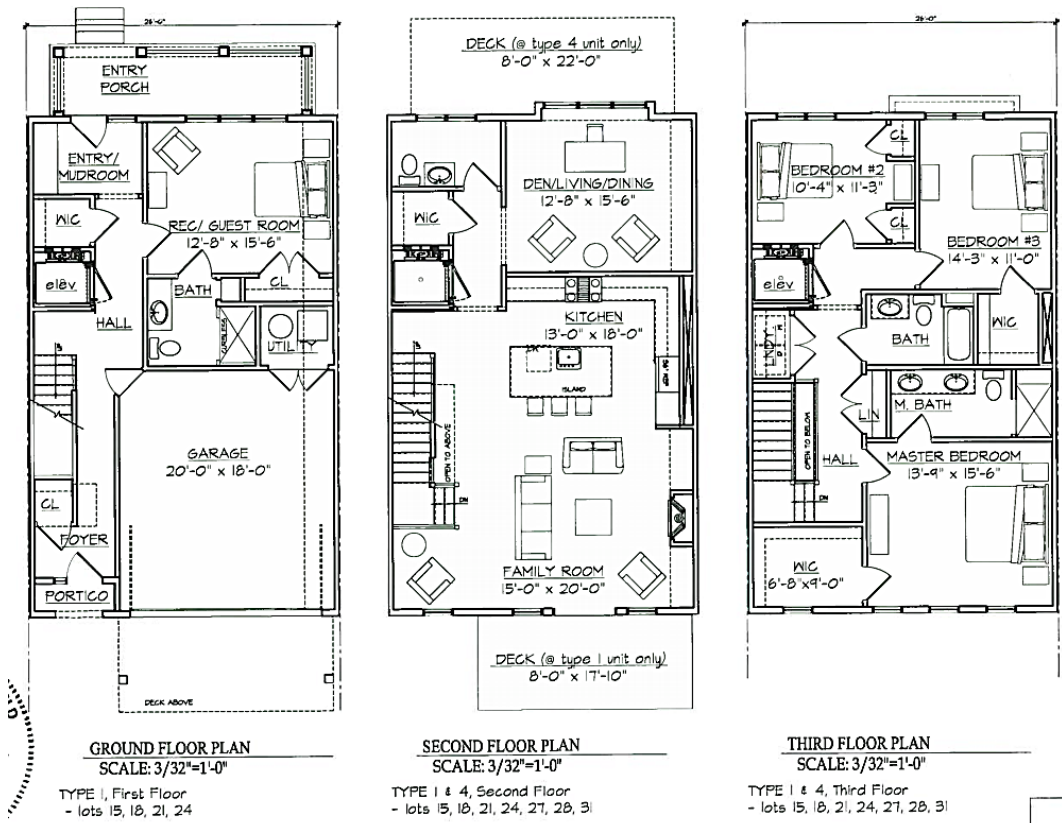 26'-0"
ENTRY
PORCH
ENTRY/
MUDROOM
WIC
REC/ GUEST ROOM
12'-8" x 15'-6"
elev
BATH
CL
HALL
UTIL
GARAGE
20'-0" x 18'-0"
CL
FOYER
PORTICO
DECK ABOVE
GROUND FLOOR PLAN
SCALE: 3/32"=1'-0"
TYPE 1, First Floor
- lots 15, 18, 21, 24
DECK (@ type 4 unit only)
8'-0" x 22'-0"
DEN/LIVING/DINING
12'-8" x 15'-6"
WIC
KITCHEN
13'-0" x 18'-0"
ISLAND
OPEN TO ABOVE
DN
FAMILY ROOM
15'-0" x 20'-0"
DECK (@ type 1 unit only)
8'-0" x 17'-10"
SECOND FLOOR PLAN
SCALE: 3/32"=1'-0"
TYPE 1 & 4, Second Floor
- lots 15, 18, 21, 24, 27, 28, 31
26'-0"
CL
BEDROOM #2
10'-4" x 11'-3"
CL
BEDROOM #3
14'-3" x 11'-0"
elev
WIC
BATH
LNDY
LIN
M. BATH
OPEN TO BELOW
HALL
MASTER BEDROOM
13'-9" x 15'-6"
DN
WIC
6'-8"x9'-0"
THIRD FLOOR PLAN
SCALE: 3/32"=1'-0"
TYPE 1 & 4, Third Floor
- lots 15, 18, 21, 24, 27, 28, 31